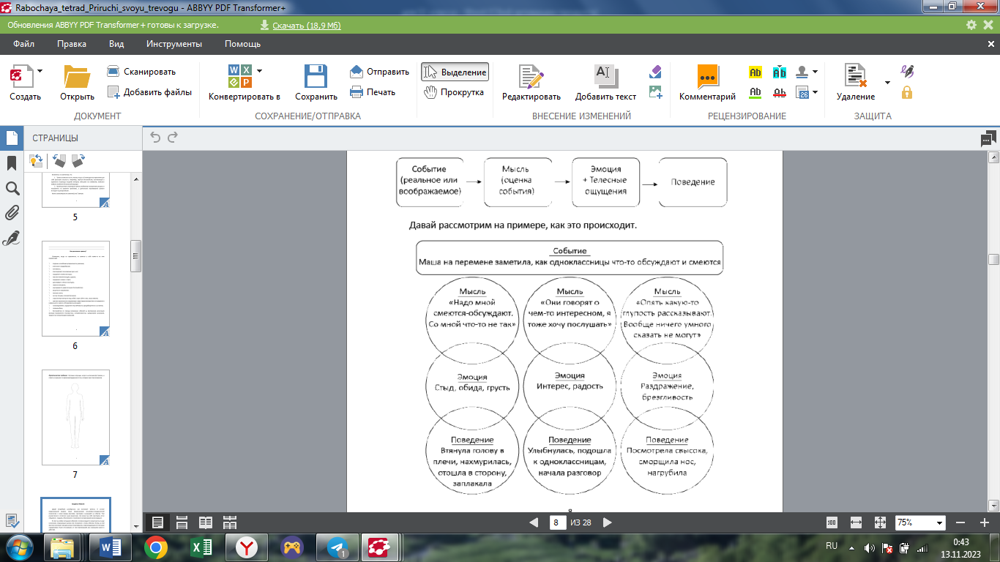 Rabochaya_tetrad_Priruchi_svoyu_trevogu - ABBYY PDF Transformer+
Обновления ABBYY PDF Transformer+ готовы к загрузке.
Скачать (18,9 Мб)
Файл Правка Вид Инструменты Помощь
Создать
Открыть
Сканировать
Добавить файлы
Конвертировать в
Сохранить
Отправить
Печать
Выделение
Прокрутка
Редактировать
Добавить текст
Комментарий
Удаление
ДОКУМЕНТ
СОХРАНЕНИЕ/ОТПРАВКА
ВНЕСЕНИЕ ИЗМЕНЕНИЙ
РЕЦЕНЗИРОВАНИЕ
ЗАЩИТА
СТРАНИЦЫ
5
6
7
Событие
(реальное или
воображаемое)
Мысль
(оценка
события)
Эмоция
+ Телесные
ощущения
Поведение
Давай рассмотрим на примере, как это происходит.
Событие
Маша на перемене заметила, как одноклассницы что-то обсуждают и смеются
Мысль
«Надо мной
смеются-обсуждают.
Со мной что-то не так»
Мысль
«Они говорят о
чем-то интересном, я
тоже хочу послушать»
Мысль
«Опять какую-то
глупость рассказывают.
Вообще ничего умного
сказать не могут»
Эмоция
Стыд, обида, грусть
Эмоция
Интерес, радость
Эмоция
Раздражение,
брезгливость
Поведение
Втянула голову в
плечи, нахмурилась,
отошла в сторону,
заплакала
Поведение
Улыбнулась, подошла
к одноклассницам,
начала разговор
Поведение
Посмотрела свысока,
сморщила нос,
нагрубила
8 ИЗ 28
75%
RU
0:43
13.11.2023